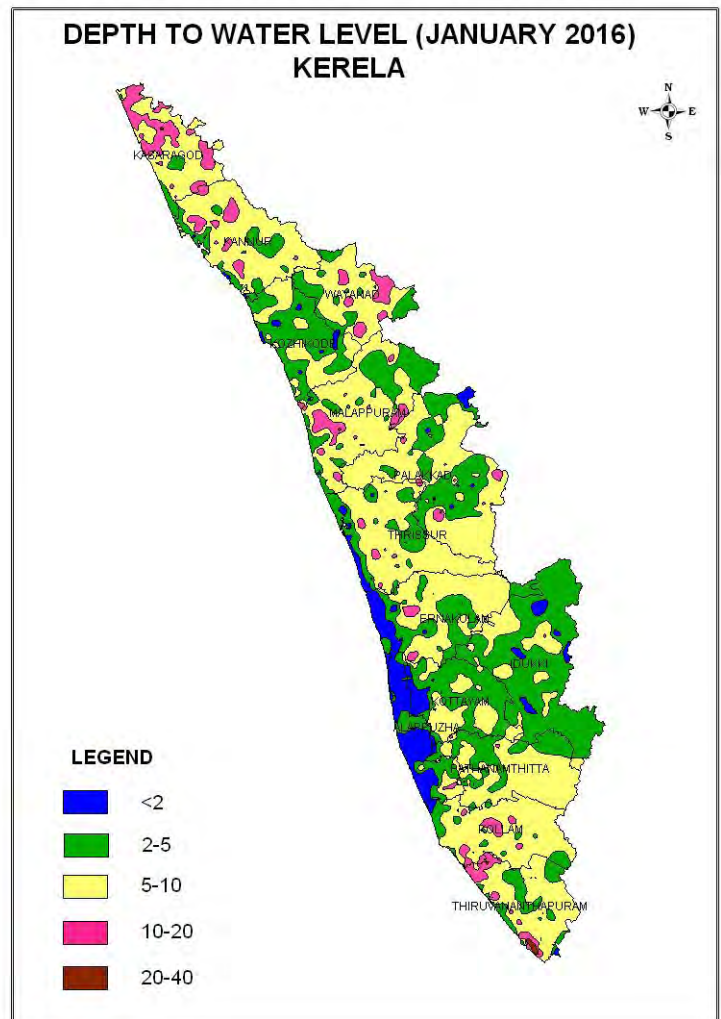 DEPTH TO WATER LEVEL (JANUARY 2016)
KERELA
N
W E
S
KASARAGOD
KANNUR
WAYANAD
KOZHIKODE
MALAPPURAM
PALAKKAD
THRISSUR
ERNAKULAM
IDUKKI
KOTTAYAM
ALAPPUZHA
PATHANAMTHITTA
KOLLAM
THIRUVANANTHAPURAM
LEGEND
<2
2-5
5-10
10-20
20-40